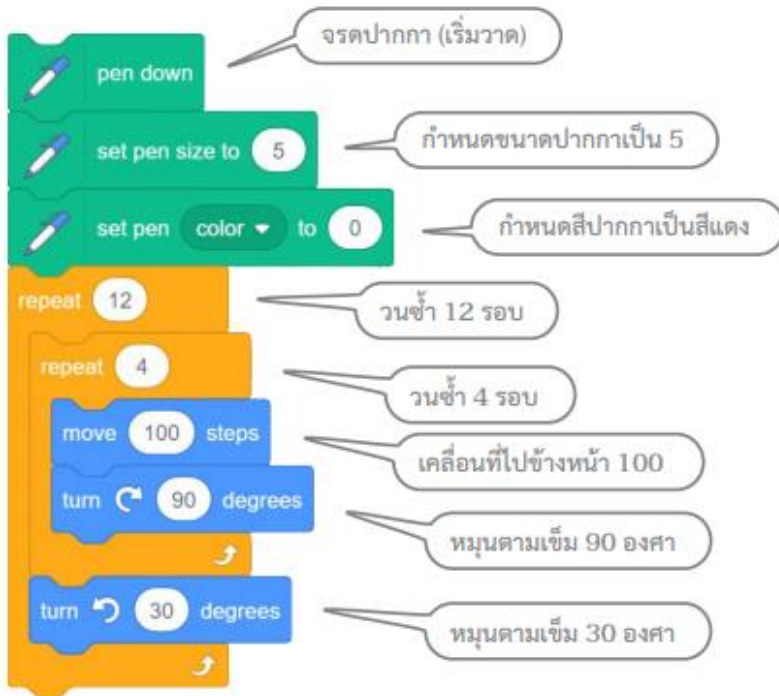 จรดปากกา (เริ่มวาด)
pen down
set pen size to 5
กำหนดขนาดปากกาเป็น 5
set pen color to 0
กำหนดสีปากกาเป็นสีแดง
repeat 12
วนซ้ำ 12 รอบ
repeat 4
วนซ้ำ 4 รอบ
move 100 steps
เคลื่อนที่ไปข้างหน้า 100
turn 90 degrees
หมุนตามเข็ม 90 องศา
turn 30 degrees
หมุนตามเข็ม 30 องศา